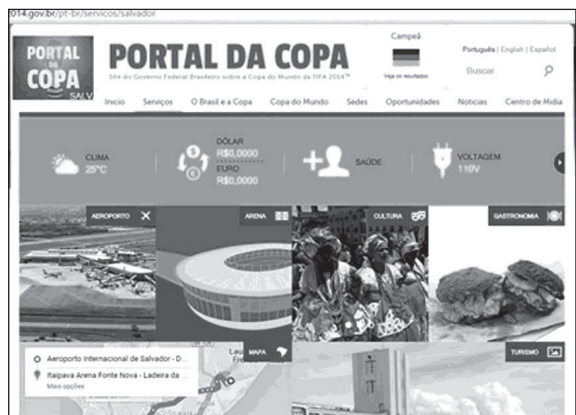 014.gov.br/pt-br/servicos/salvador
PORTAL
DA
COPA
SALV
PORTAL DA COPA
Site do Governo Federal Brasileiro sobre a Copa do Mundo da FIFA 2014™
Campeã
Veja os resultados
Português | English | Español
Buscar
Inicio Serviços O Brasil e a Copa Copa do Mundo Sedes Oportunidades Noticias Centro de Midia
CLIMA
25°C
DÓLAR
R$0,0000
EURO
R$0,0000
SAÚDE
VOLTAGEM
110V
AEROPORTO
ARENA
CULTURA
GASTRONOMIA
Aeroporto Internacional de Salvador - D...
Itaipava Arena Fonte Nova - Ladeira da ...
Mais opções
MAPA
TURISMO